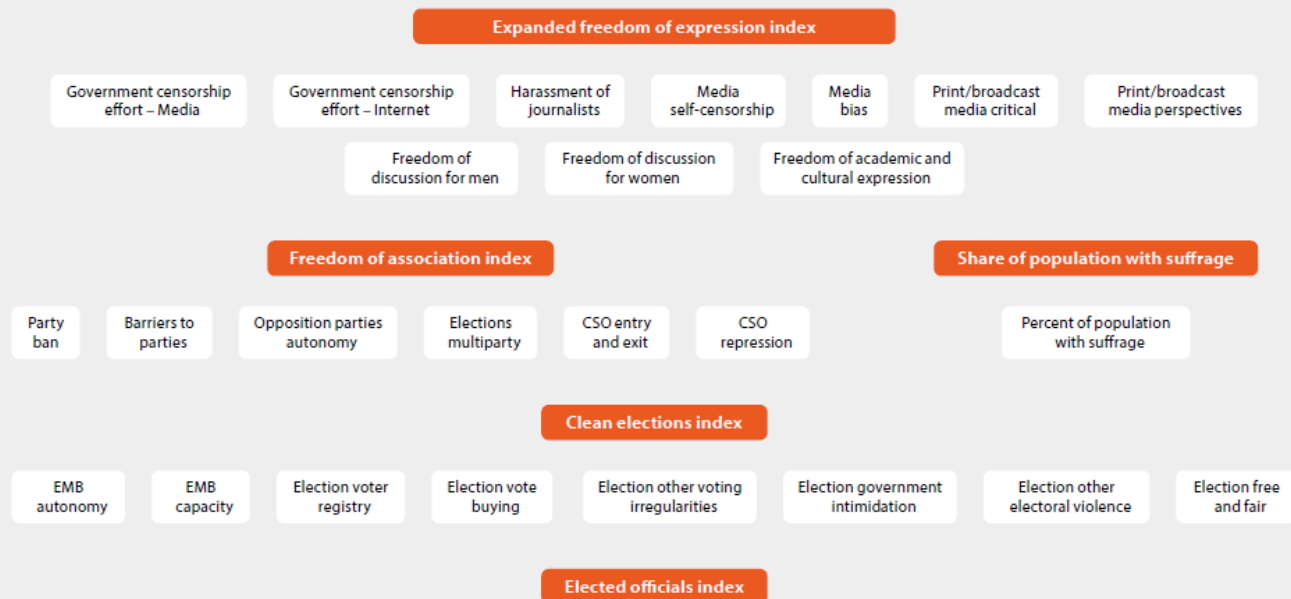 Expanded freedom of expression index
Government censorship
effort – Media
Government censorship
effort – Internet
Harassment of
journalists
Media
self-censorship
Media
bias
Print/broadcast
media critical
Print/broadcast
media perspectives
Freedom of
discussion for men
Freedom of discussion
for women
Freedom of academic and
cultural expression
Freedom of association index
Share of population with suffrage
Party
ban
Barriers to
parties
Opposition parties
autonomy
Elections
multiparty
CSO entry
and exit
CSO
repression
Percent of population
with suffrage
Clean elections index
EMB
autonomy
EMB
capacity
Election voter
registry
Election vote
buying
Election other voting
irregularities
Election government
intimidation
Election other
electoral violence
Election free
and fair
Elected officials index